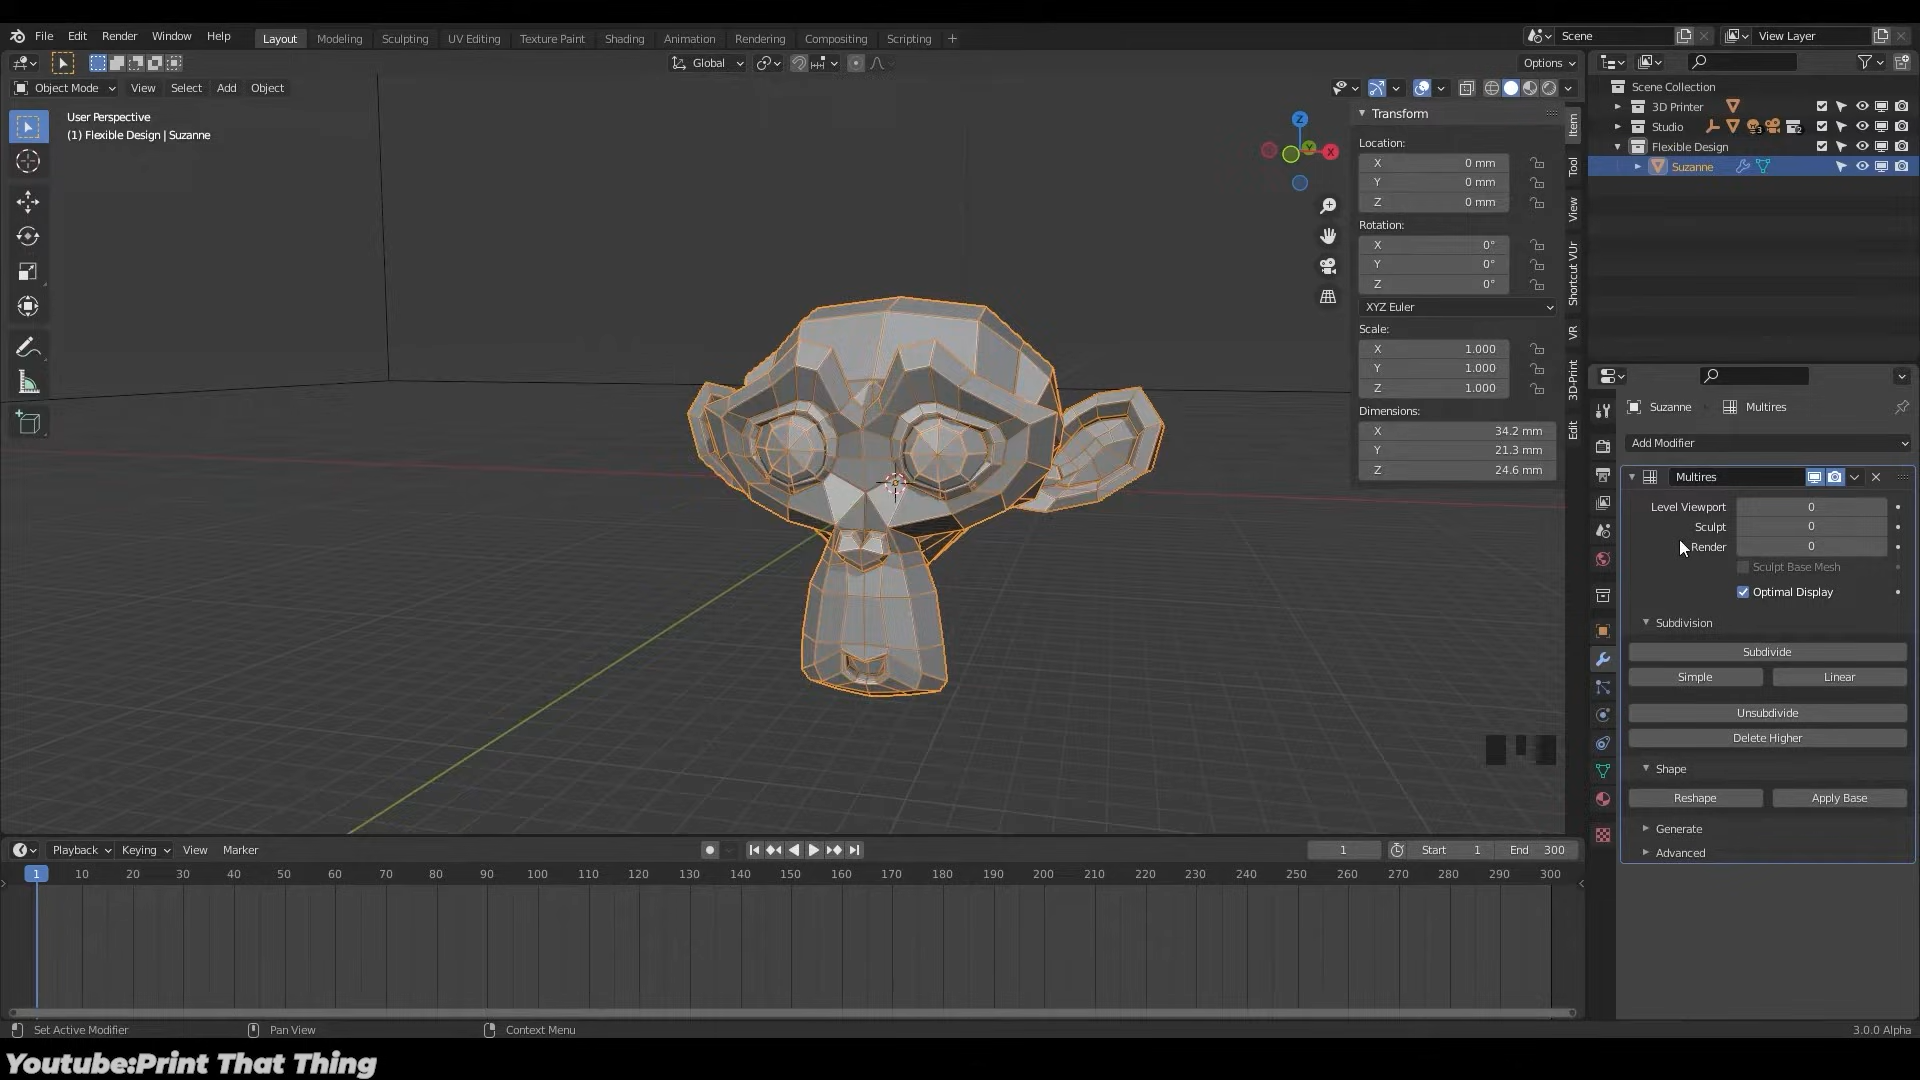 File Edit Render Window Help Layout Modeling Sculpting UV Editing Texture Paint Shading Animation Rendering Compositing Scripting + Scene View Layer
Global Options
Object Mode View Select Add Object
User Perspective
(1) Flexible Design | Suzanne
Z
Y
X
Transform
Location:
X 0 mm
Y 0 mm
Z 0 mm
Rotation:
X 0°
Y 0°
Z 0°
XYZ Euler
Scale:
X 1.000
Y 1.000
Z 1.000
Dimensions:
X 34.2 mm
Y 21.3 mm
Z 24.6 mm
Item
Tool
View
Shortcut VUr
VR
3D-Print
Edit
Scene Collection
3D Printer
Studio 3 2
Flexible Design
Suzanne
Suzanne Multires
Add Modifier
Multires
Level Viewport 0
Sculpt 0
Render 0
Sculpt Base Mesh
Optimal Display
Subdivision
Subdivide
Simple Linear
Unsubdivide
Delete Higher
Shape
Reshape Apply Base
Generate
Advanced
Playback Keying View Marker 1 Start 1 End 300
1 10 20 30 40 50 60 70 80 90 100 110 120 130 140 150 160 170 180 190 200 210 220 230 240 250 260 270 280 290 300
Set Active Modifier Pan View Context Menu 3.0.0 Alpha
Youtube:Print That Thing